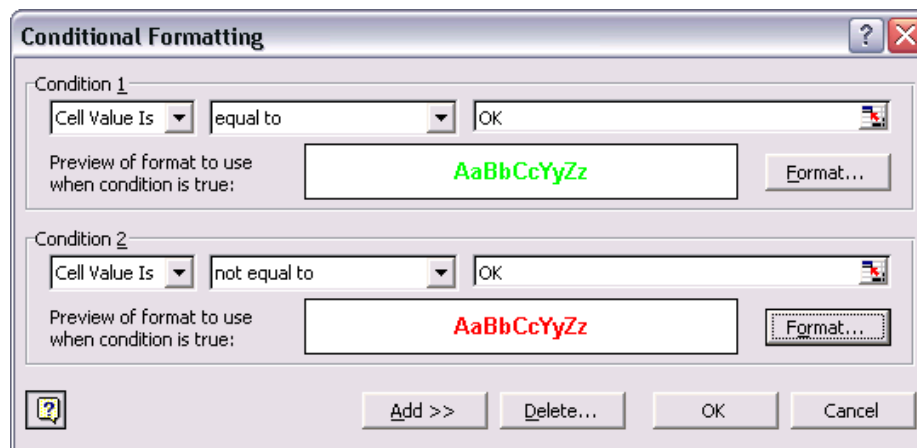 Conditional Formatting
Condition 1
Cell Value Is equal to OK
Preview of format to use
when condition is true:
AaBbCcYyZz
Format...
Condition 2
Cell Value Is not equal to OK
Preview of format to use
when condition is true:
AaBbCcYyZz
Format...
Add >> Delete... OK Cancel